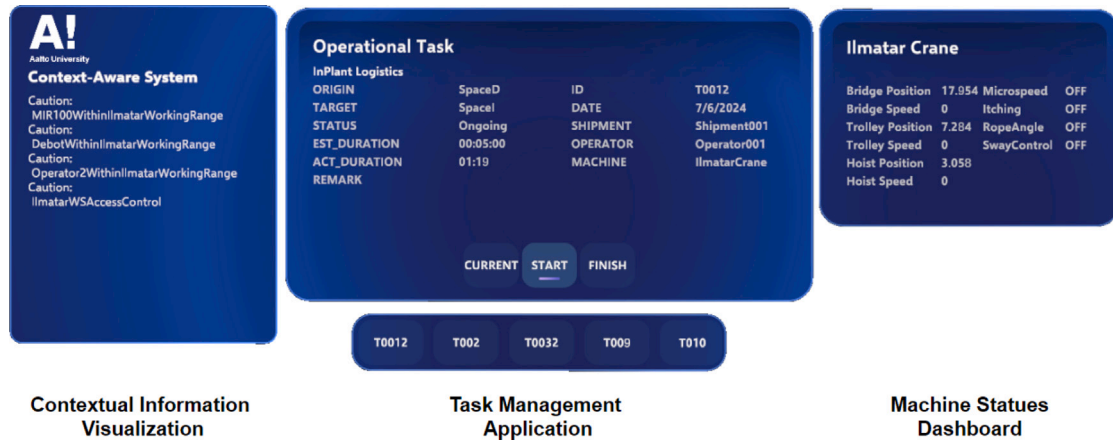 A!
Aalto University
Context-Aware System
Caution:
MIR100WithinIlmatarWorkingRange
Caution:
DebotWithinIlmatarWorkingRange
Caution:
Operator2WithinIlmatarWorkingRange
Caution:
IlmatarWSAccessControl
Operational Task
InPlant Logistics
ORIGIN SpaceD ID T0012
TARGET SpaceI DATE 7/6/2024
STATUS Ongoing SHIPMENT Shipment001
EST_DURATION 00:05:00 OPERATOR Operator001
ACT_DURATION 01:19 MACHINE IlmatarCrane
REMARK
CURRENT START FINISH
T0012 T002 T0032 T009 T010
Ilmatar Crane
Bridge Position 17.954 Microspeed OFF
Bridge Speed 0 Itching OFF
Trolley Position 7.284 RopeAngle OFF
Trolley Speed 0 SwayControl OFF
Hoist Position 3.058
Hoist Speed 0
Contextual Information
Visualization
Task Management
Application
Machine Statues
Dashboard